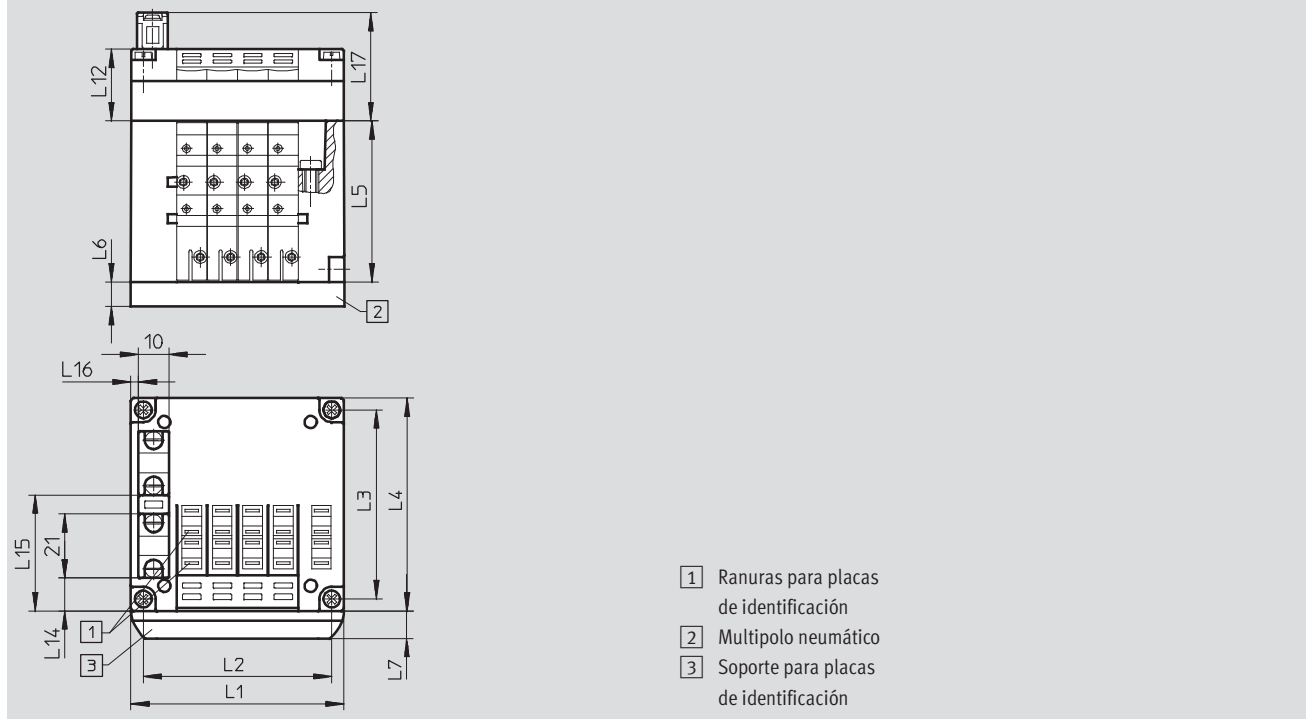 L12
L17
L5
L6
2
10
L16
L3
L4
L15
21
L14
1
3
L7
L2
L1
1 Ranuras para placas
de identificación
2 Multipolo neumático
3 Soporte para placas
de identificación